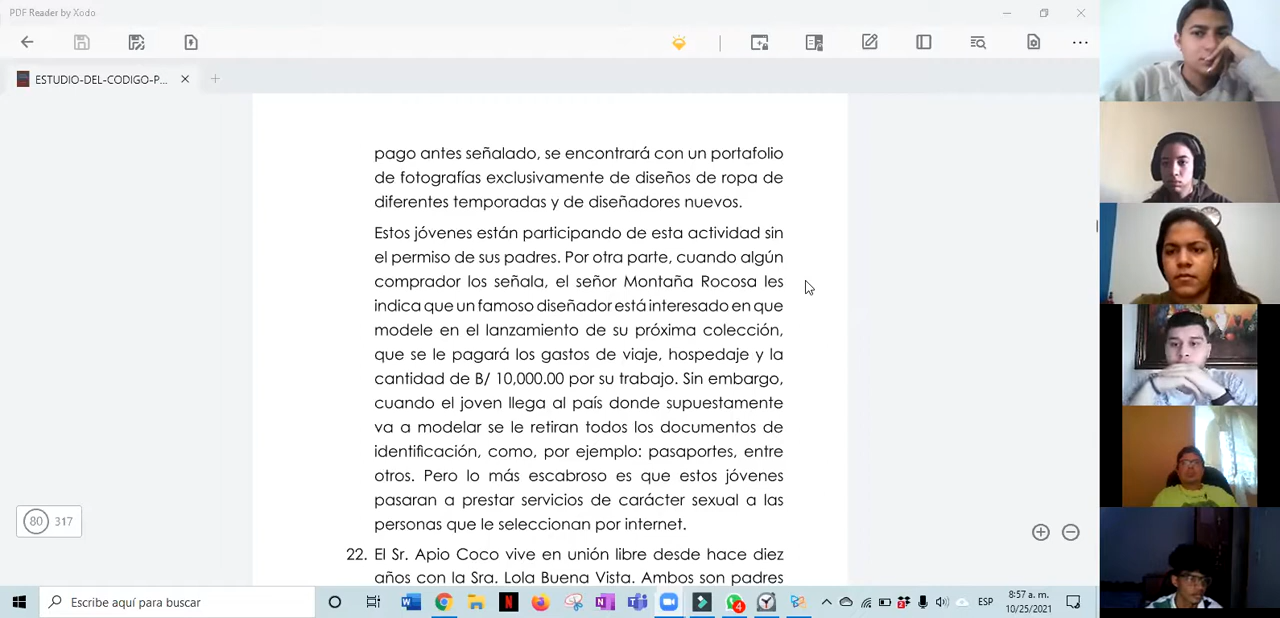 PDF Reader by Xodo
ESTUDIO-DEL-CODIGO-P...
pago antes señalado, se encontrará con un portafolio
de fotografías exclusivamente de diseños de ropa de
diferentes temporadas y de diseñadores nuevos.
Estos jóvenes están participando de esta actividad sin
el permiso de sus padres. Por otra parte, cuando algún
comprador los señala, el señor Montaña Rocosa les
indica que un famoso diseñador está interesado en que
modele en el lanzamiento de su próxima colección,
que se le pagará los gastos de viaje, hospedaje y la
cantidad de B/ 10,000.00 por su trabajo. Sin embargo,
cuando el joven llega al país donde supuestamente
va a modelar se le retiran todos los documentos de
identificación, como, por ejemplo: pasaportes, entre
otros. Pero lo más escabroso es que estos jóvenes
pasaran a prestar servicios de carácter sexual a las
personas que le seleccionan por internet.
22. El Sr. Apio Coco vive en unión libre desde hace diez
años con la Sra. Lola Buena Vista. Ambos son padres
80 317
Escribe aquí para buscar
4
2
ESP
8:57 a. m.
10/25/2021